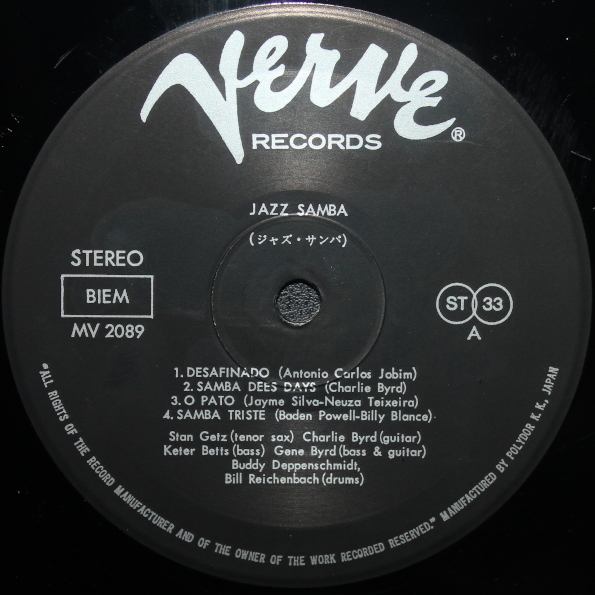 Verve
RECORDS ®
JAZZ SAMBA
(ジャズ・サンバ)
STEREO
BIEM
MV 2089
ST 33
A
1. DESAFINADO (Antonio Carlos Jobim)
2. SAMBA DEES DAYS (Charlie Byrd)
3. O PATO (Jayme Silva-Neuza Teixeira)
4. SAMBA TRISTE (Baden Powell-Billy Blance)
Stan Getz (tenor sax) Charlie Byrd (guitar)
Keter Betts (bass) Gene Byrd (bass & guitar)
Buddy Deppenschmidt,
Bill Reichenbach (drums)
"ALL RIGHTS OF THE RECORD MANUFACTURER AND OF THE OWNER OF THE WORK RECORDED RESERVED." MANUFACTURED BY POLYDOR K. K., JAPAN